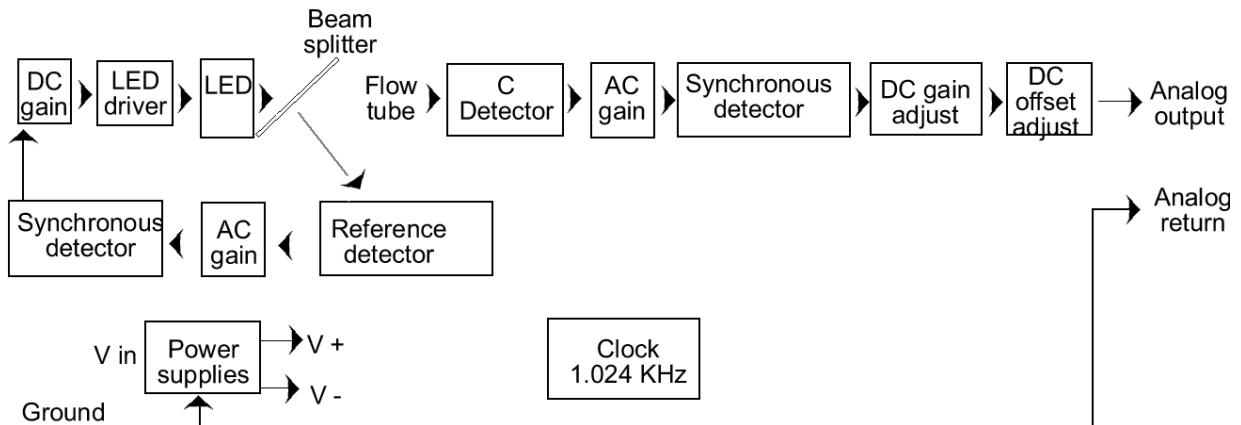 Beam
splitter
DC
gain
LED
driver
LED
Flow
tube
C
Detector
AC
gain
Synchronous
detector
DC gain
adjust
DC
offset
adjust
Analog
output
Synchronous
detector
AC
gain
Reference
detector
Analog
return
V in
Power
supplies
V +
V -
Clock
1.024 KHz
Ground